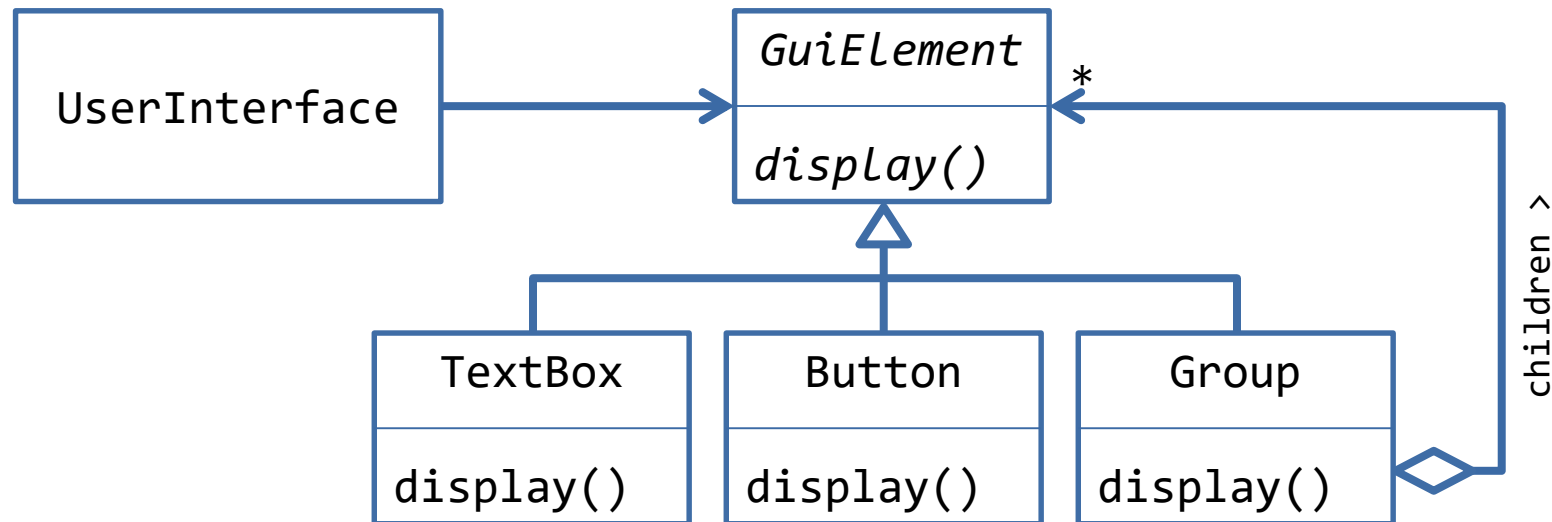 UserInterface
GuiElement
*
display()
children >
TextBox
Button
Group
display()
display()
display()